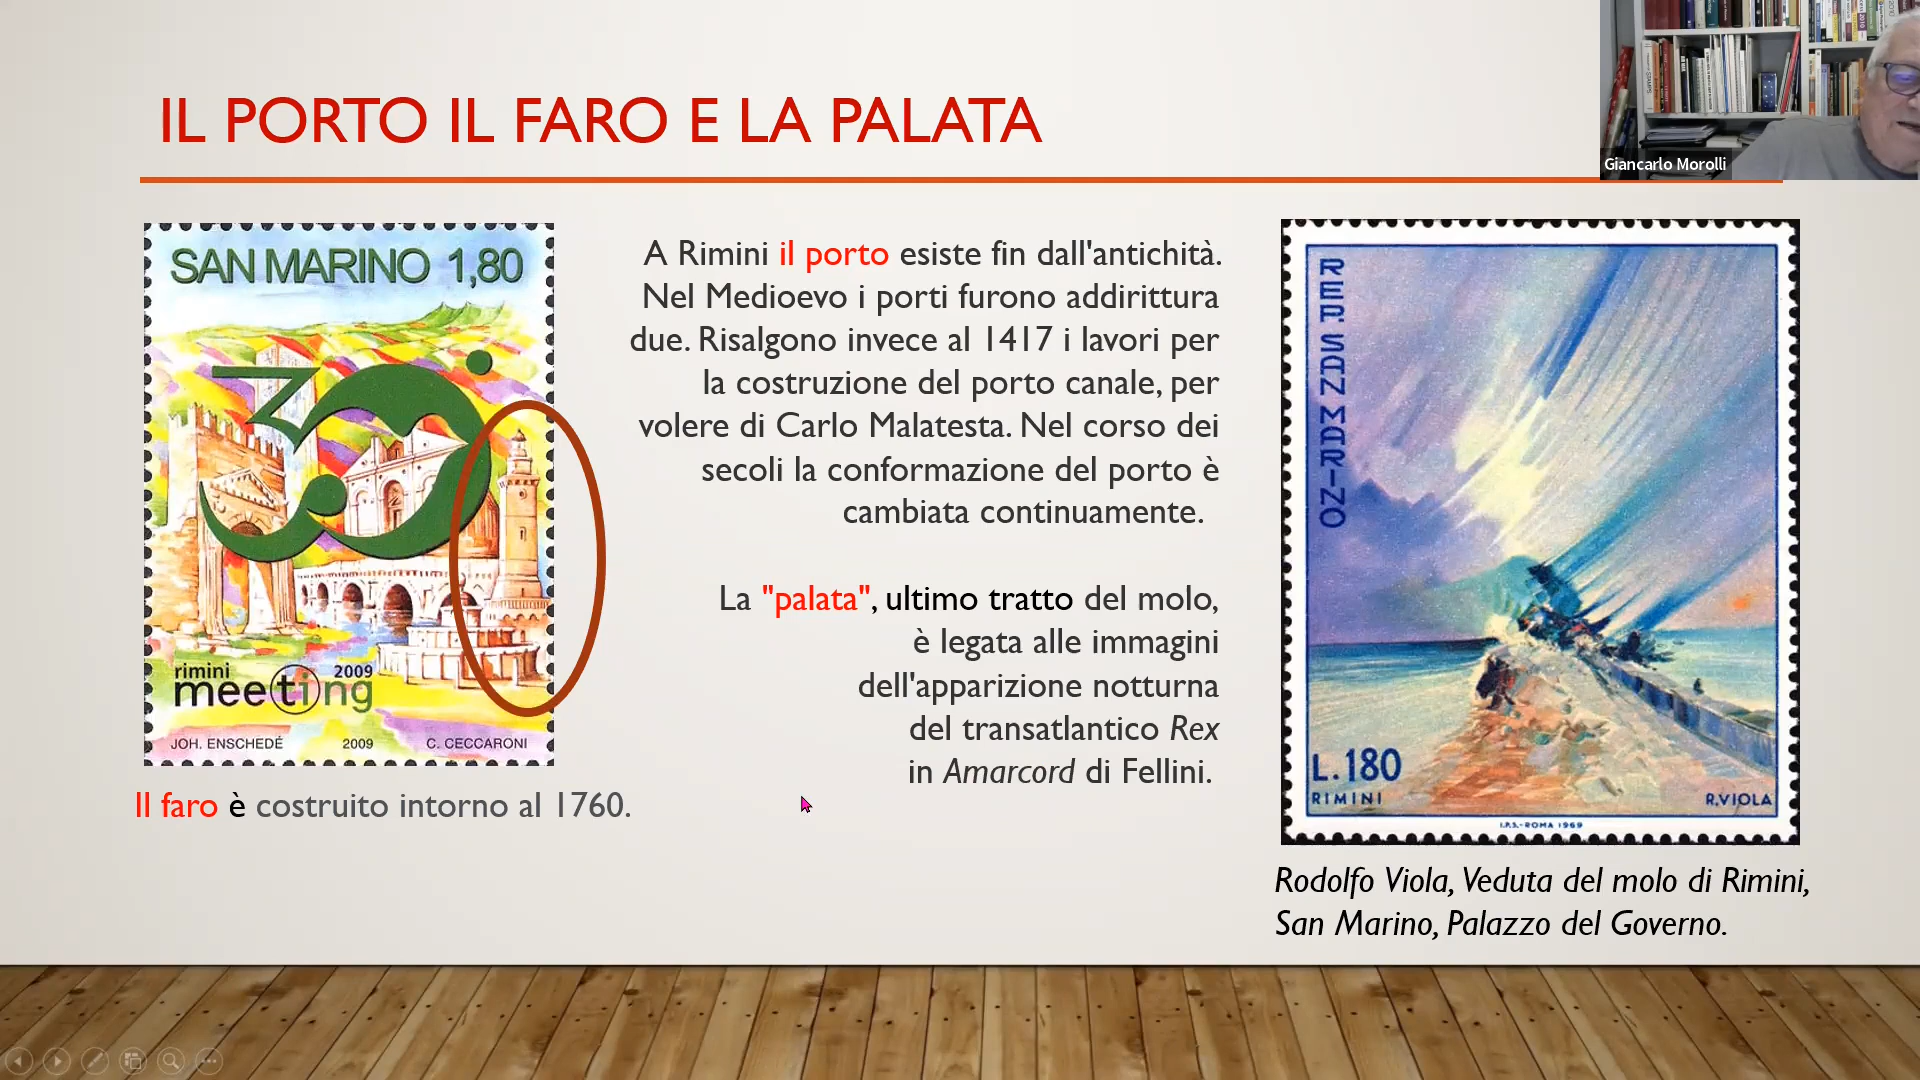 IL PORTO IL FARO E LA PALATA
Giancarlo Morolli
SAN MARINO 1,80
30
rimini 2009
meeting
JOH. ENSCHEDÉ 2009 C. CECCARONI
Il faro è costruito intorno al 1760.
A Rimini il porto esiste fin dall'antichità.
Nel Medioevo i porti furono addirittura
due. Risalgono invece al 1417 i lavori per
la costruzione del porto canale, per
volere di Carlo Malatesta. Nel corso dei
secoli la conformazione del porto è
cambiata continuamente.
La "palata", ultimo tratto del molo,
è legata alle immagini
dell'apparizione notturna
del transatlantico Rex
in Amarcord di Fellini.
REP. SAN MARINO
L.180
RIMINI R.VIOLA
I.P.S.-ROMA 1969
Rodolfo Viola, Veduta del molo di Rimini,
San Marino, Palazzo del Governo.